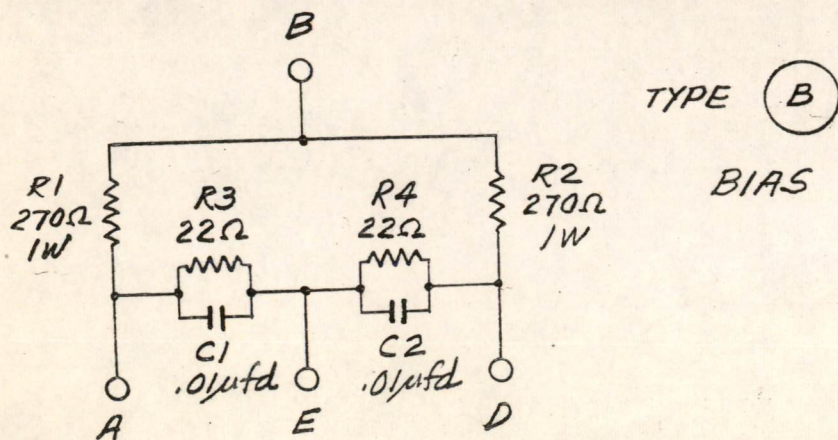 B
TYPE B
BIAS
R1
270Ω
1W
R3
22Ω
R4
22Ω
R2
270Ω
1W
C1
.01µfd
C2
.01µfd
A
E
D